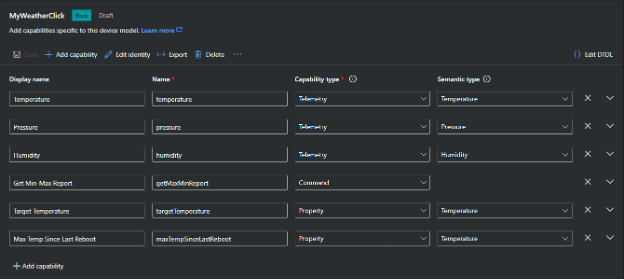 MyWeatherClick Root Draft
Add capabilities specific to this device model. Learn more
Save + Add capability Edit identity Export Delete ... {} Edit DTDL
Display name Name * Capability type * Semantic type
Temperature temperature Telemetry Temperature
Pressure pressure Telemetry Pressure
Humidity humidity Telemetry Humidity
Get Min-Max Report getMaxMinReport Command
Target Temperature targetTemperature Property Temperature
Max Temp Since Last Reboot maxTempSinceLastReboot Property Temperature
+ Add capability